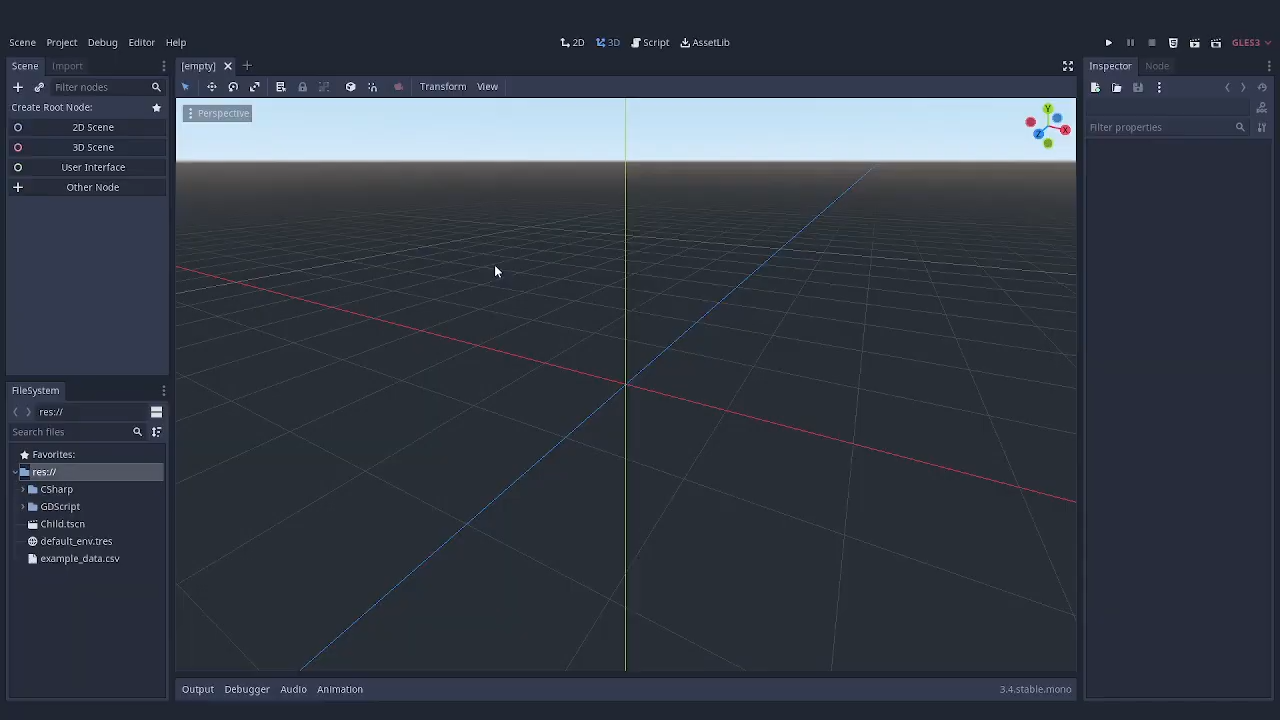 Scene Project Debug Editor Help
2D 3D Script AssetLib
GLES3
Scene Import
Filter nodes
Create Root Node:
2D Scene
3D Scene
User Interface
Other Node
FileSystem
res://
Search files
Favorites:
res://
CSharp
GDScript
Child.tscn
default_env.tres
example_data.csv
[empty]
Transform View
Perspective
Y
X
Z
Output Debugger Audio Animation
3.4.stable.mono
Inspector Node
Filter properties